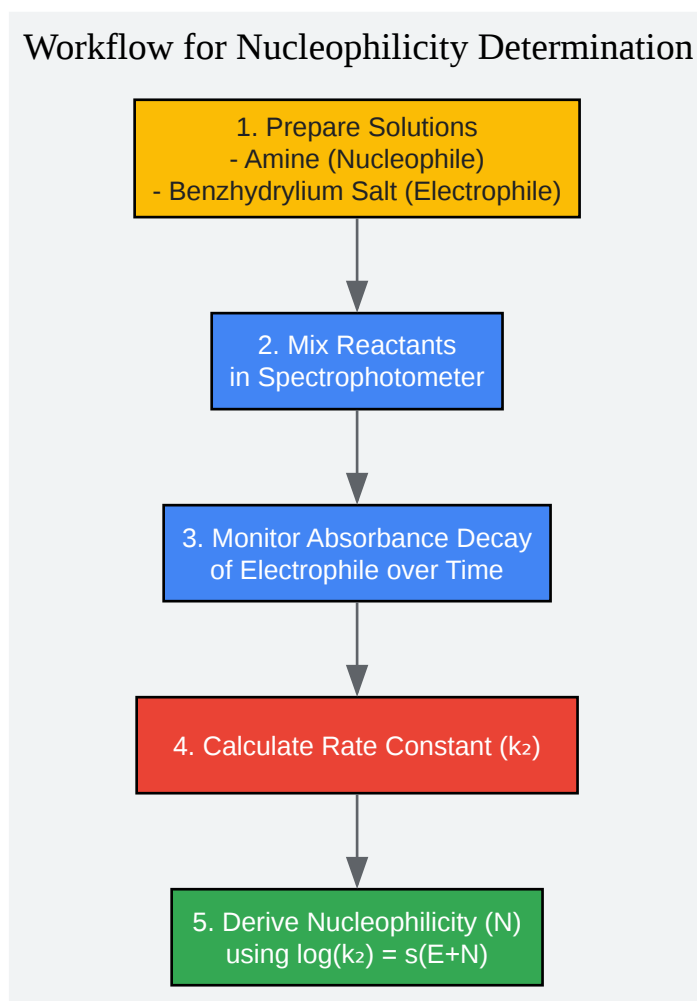 Workflow for Nucleophilicity Determination
1. Prepare Solutions
- Amine (Nucleophile)
- Benzhydrylium Salt (Electrophile)
2. Mix Reactants
in Spectrophotometer
3. Monitor Absorbance Decay
of Electrophile over Time
4. Calculate Rate Constant (k₂)
5. Derive Nucleophilicity (N)
using log(k₂) = s(E+N)